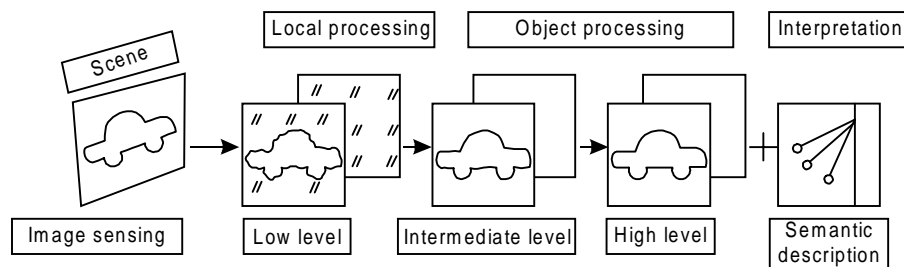 Local processing
Object processing
Interpretation
Scene
Image sensing
Low level
Intermediate level
High level
Semantic
description